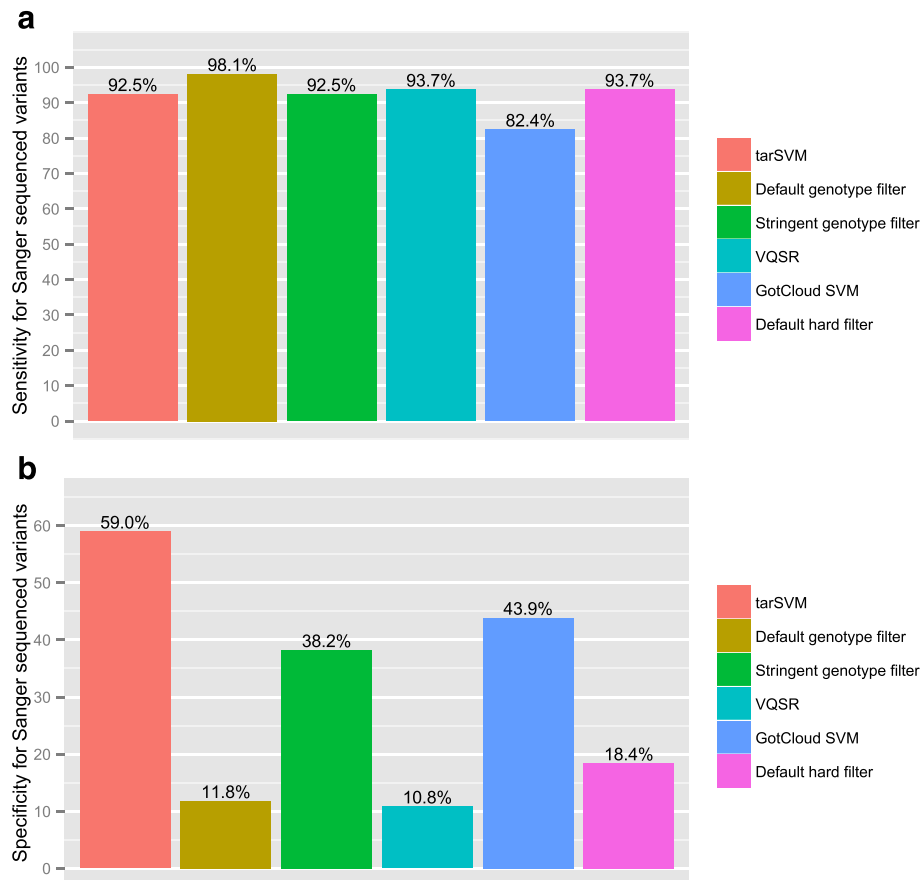 a
Sensitivity for Sanger sequenced variants
100
90
80
70
60
50
40
30
20
10
0
92.5%
98.1%
92.5%
93.7%
82.4%
93.7%
tarSVM
Default genotype filter
Stringent genotype filter
VQSR
GotCloud SVM
Default hard filter
b
Specificity for Sanger sequenced variants
60
50
40
30
20
10
0
59.0%
11.8%
38.2%
10.8%
43.9%
18.4%
tarSVM
Default genotype filter
Stringent genotype filter
VQSR
GotCloud SVM
Default hard filter